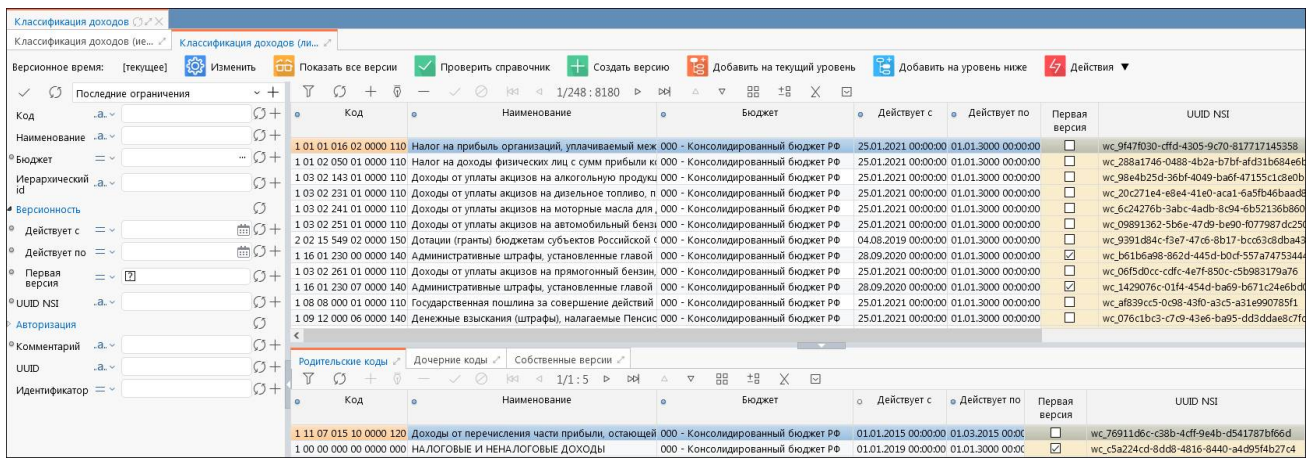 Классификация доходов
Классификация доходов (ие... Классификация доходов (ли...
Версионное время: [текущее] Изменить Показать все версии Проверить справочник Создать версию Добавить на текущий уровень Добавить на уровень ниже Действия ▼
Последние ограничения
Код .а..
Наименование .а..
Бюджет = ...
Иерархический id .а..
Версионность
Действует с =
Действует по =
Первая версия = ?
UUID NSI .а..
Авторизация
Комментарий .а..
UUID .а..
Идентификатор =
1/248 : 8180
Код Наименование Бюджет Действует с Действует по Первая версия UUID NSI
1 01 01 016 02 0000 110 Налог на прибыль организаций, уплачиваемый меж 000 - Консолидированный бюджет РФ 25.01.2021 00:00:00 01.01.3000 00:00:00 wc_9f47f030-cffd-4305-9c70-817717145358
1 01 02 050 01 0000 110 Налог на доходы физических лиц с сумм прибыли к 000 - Консолидированный бюджет РФ 25.01.2021 00:00:00 01.01.3000 00:00:00 wc_288a1746-0488-4b2a-b7bf-afd31b684e6b
1 03 02 143 01 0000 110 Доходы от уплаты акцизов на алкогольную продукц 000 - Консолидированный бюджет РФ 25.01.2021 00:00:00 01.01.3000 00:00:00 wc_98e4b25d-36bf-4049-ba6f-47155c1c8e0b
1 03 02 231 01 0000 110 Доходы от уплаты акцизов на дизельное топливо, п 000 - Консолидированный бюджет РФ 25.01.2021 00:00:00 01.01.3000 00:00:00 wc_20c271e4-e8e4-41e0-aca1-6a5fb46baad8
1 03 02 241 01 0000 110 Доходы от уплаты акцизов на моторные масла для 000 - Консолидированный бюджет РФ 25.01.2021 00:00:00 01.01.3000 00:00:00 wc_6c24276b-3abc-4adb-8c94-6b52136b860
1 03 02 251 01 0000 110 Доходы от уплаты акцизов на автомобильный бензи 000 - Консолидированный бюджет РФ 25.01.2021 00:00:00 01.01.3000 00:00:00 wc_09891362-5b6e-47d9-be90-f077987dc250
2 02 15 549 02 0000 150 Дотации (гранты) бюджетам субъектов Российской 000 - Консолидированный бюджет РФ 04.08.2019 00:00:00 01.01.3000 00:00:00 wc_9391d84c-f3e7-47c6-8b17-bcc63c8dba43
1 16 01 230 00 0000 140 Административные штрафы, установленные главой 000 - Консолидированный бюджет РФ 28.09.2020 00:00:00 01.01.3000 00:00:00 wc_b61b6a98-862d-445d-b0cf-557a74753444
1 03 02 261 01 0000 110 Доходы от уплаты акцизов на прямогонный бензин, 000 - Консолидированный бюджет РФ 25.01.2021 00:00:00 01.01.3000 00:00:00 wc_06f5d0cc-cdfc-4e7f-850c-c5b983179a76
1 16 01 230 07 0000 140 Административные штрафы, установленные главой 000 - Консолидированный бюджет РФ 28.09.2020 00:00:00 01.01.3000 00:00:00 wc_1429076c-01f4-454d-ba69-b671c24e6bd0
1 08 08 000 01 0000 110 Государственная пошлина за совершение действий 000 - Консолидированный бюджет РФ 25.01.2021 00:00:00 01.01.3000 00:00:00 wc_af839cc5-0c98-43f0-a3c5-a31e990785f1
1 09 12 000 06 0000 140 Денежные взыскания (штрафы), налагаемые Пенсис 000 - Консолидированный бюджет РФ 25.01.2021 00:00:00 01.01.3000 00:00:00 wc_076c1bc3-c7c9-43e6-ba95-dd3ddae8c7fc
Родительские коды Дочерние коды Собственные версии
1/1 : 5
Код Наименование Бюджет Действует с Действует по Первая версия UUID NSI
1 11 07 015 10 0000 120 Доходы от перечисления части прибыли, остающей 000 - Консолидированный бюджет РФ 01.01.2015 00:00:00 01.03.2015 00:00 wc_76911d6c-c38b-4cff-9e4b-d541787bf66d
1 00 00 000 00 0000 000 НАЛОГОВЫЕ И НЕНАЛОГОВЫЕ ДОХОДЫ 000 - Консолидированный бюджет РФ 01.01.2019 00:00:00 01.01.3000 00:00 wc_c5a224cd-8dd8-4816-8440-a4d95f4b27c4